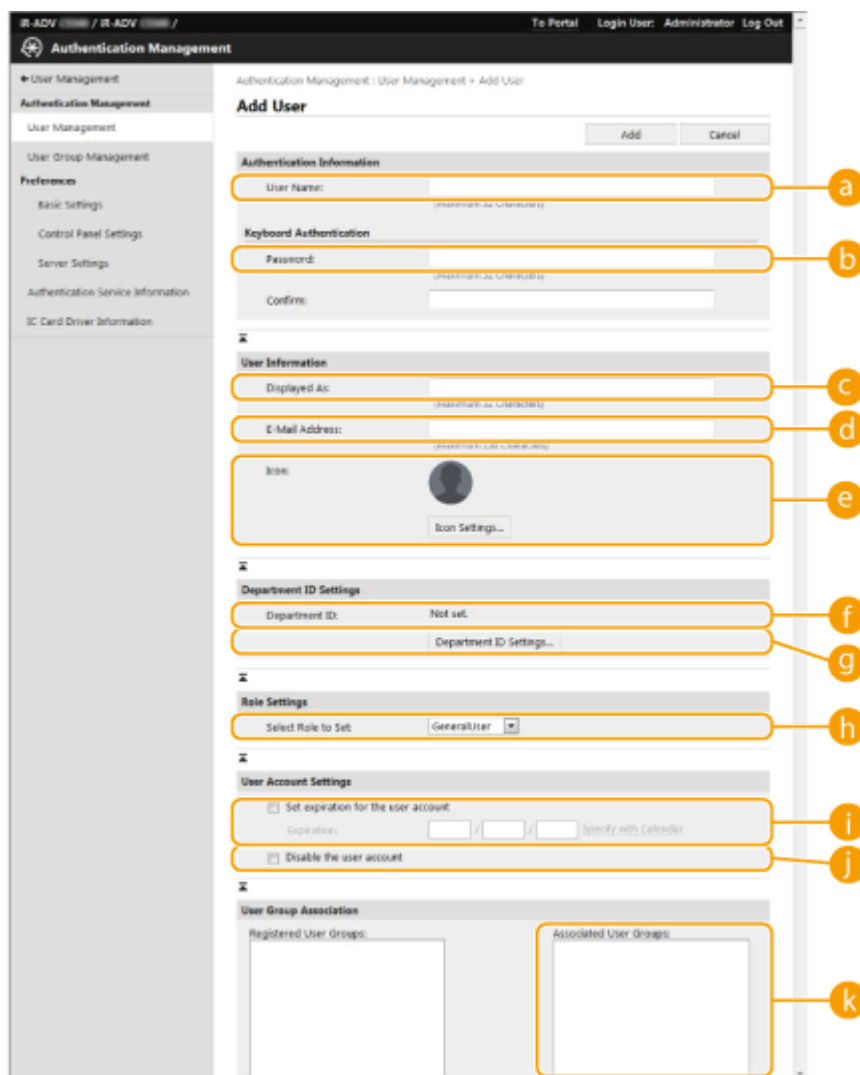 iR-ADV / iR-ADV /
To Portal Login User: Administrator Log Out
Authentication Management
User Management
Authentication Management
User Management
User Group Management
Preferences
Basic Settings
Control Panel Settings
Server Settings
Authentication Service Information
IC Card Driver Information
Authentication Management : User Management > Add User
Add User
Add Cancel
Authentication Information
User Name:
a
(Maximum 32 Characters)
Keyboard Authentication
Password:
b
(Maximum 32 Characters)
Confirm:
User Information
Displayed As:
c
(Maximum 32 Characters)
E-Mail Address:
d
(Maximum 256 Characters)
Icon:
e
Icon Settings...
Department ID Settings
Department ID: Not set.
f
Department ID Settings...
g
Role Settings
Select Role to Set: GeneralUser
h
User Account Settings
Set expiration for the user account
Expiration: / / Specify with Calendar
i
Disable the user account
j
User Group Association
Registered User Groups: Associated User Groups:
k